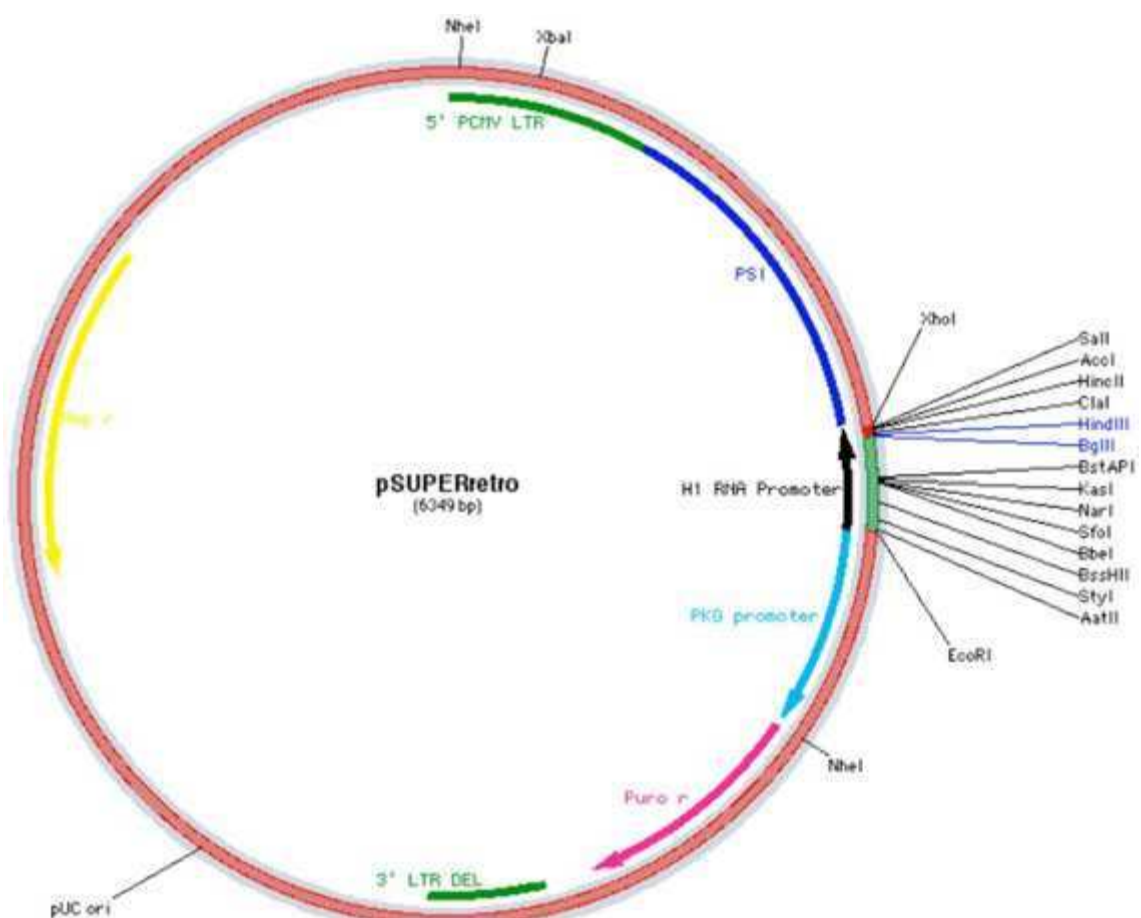 NheI
XbaI
5' PCMV LTR
PSI
XhoI
SalI
AccI
HincII
ClaI
HindIII
BglII
BstAPI
KasI
NarI
SfoI
BbeI
BssHII
StyI
AatII
EcoRI
H1 RNA Promoter
pSUPERretro
(6349 bp)
PKG promoter
NheI
Puro r
3' LTR DEL
pUC ori